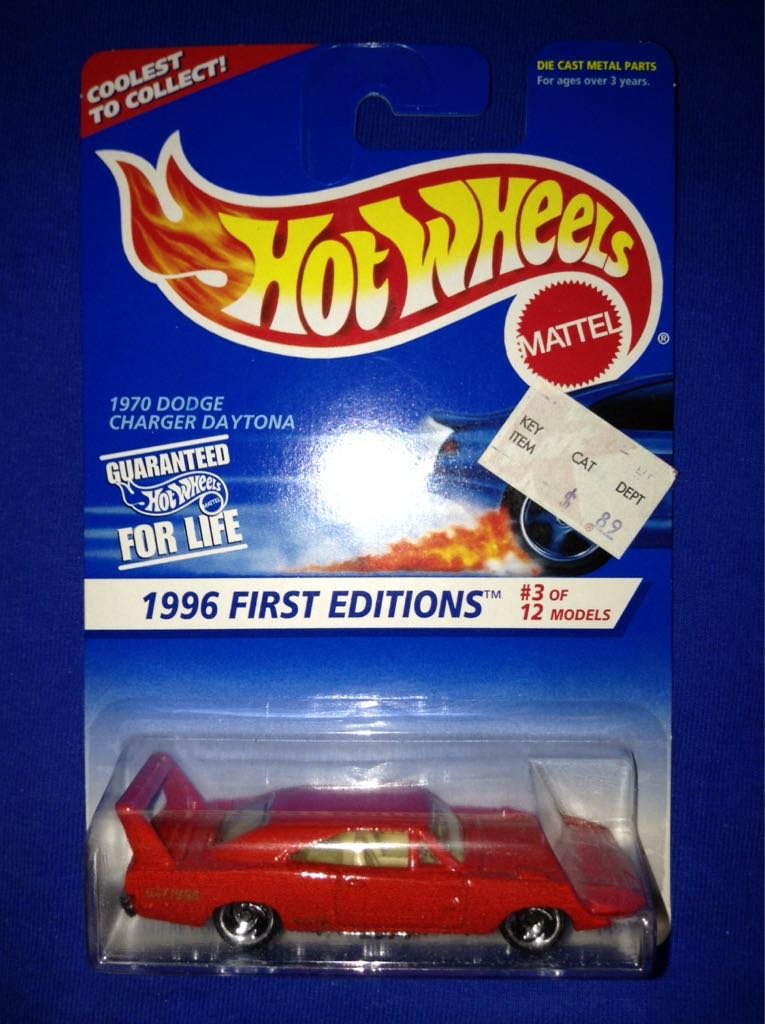 COOLEST
TO COLLECT!
DIE CAST METAL PARTS
For ages over 3 years.
HOT WHEELS
MATTEL
®
1970 DODGE
CHARGER DAYTONA
GUARANTEED
HOT WHEELS
MATTEL
FOR LIFE
KEY
ITEM
CAT
DEPT
$ .89
1996 FIRST EDITIONS™
#3 OF
12 MODELS